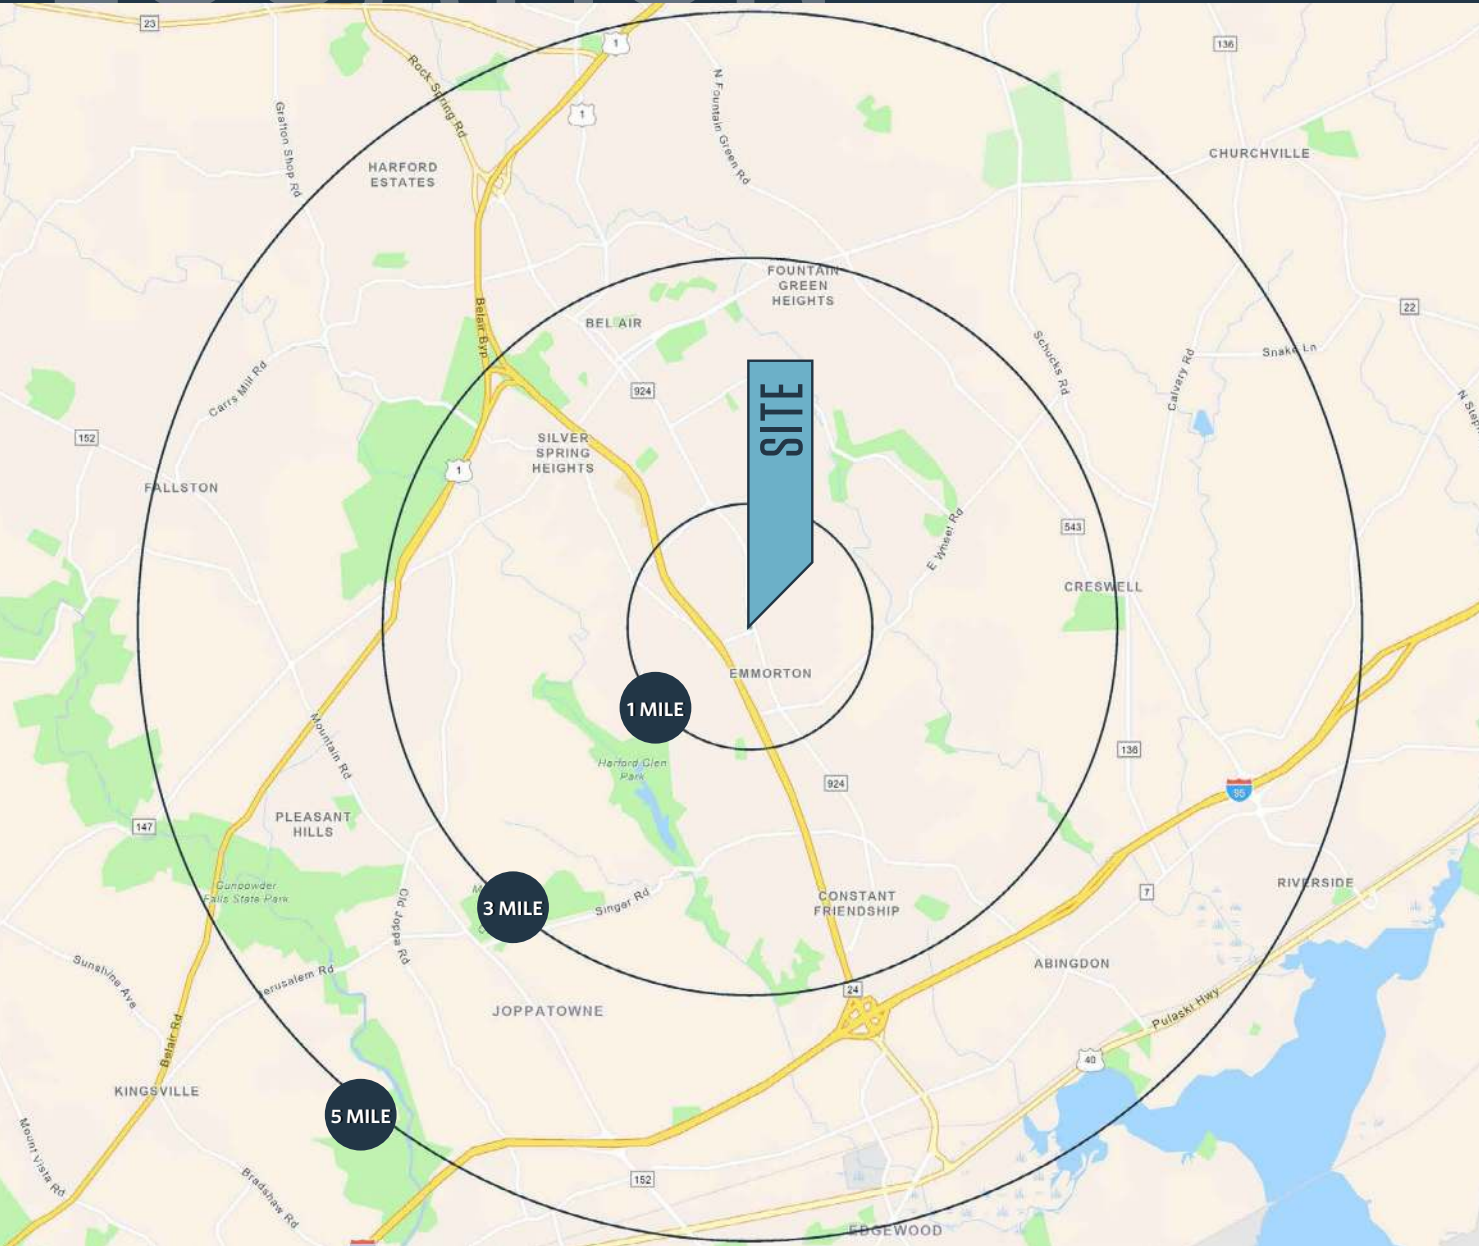 23
1
136
Rock Spring Rd
N Fountain Green Rd
1
Grafton Shop Rd
CHURCHVILLE
HARFORD
ESTATES
FOUNTAIN
GREEN
HEIGHTS
22
Belair Byp
BEL AIR
Schucks Rd
Calvary Rd
Snake Ln
Carrs Mill Rd
924
SITE
152
SILVER
SPRING
HEIGHTS
1
FALLSTON
543
E Wheel Rd
CRESWELL
EMMORTON
1 MILE
Mountain Rd
136
Harford Glen
Park
924
95
PLEASANT
HILLS
147
Gunpowder
Falls State Park
RIVERSIDE
7
3 MILE
Singer Rd
CONSTANT
FRIENDSHIP
Old Joppa Rd
ABINGDON
Sunshine Ave
Jerusalem Rd
24
JOPPATOWNE
Pulaski Hwy
Belair Rd
40
KINGSVILLE
5 MILE
Mount Vista Rd
Bradshaw Rd
152
EDGEWOOD